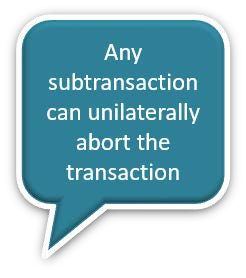 Any
subtransaction
can unilaterally
abort the
transaction